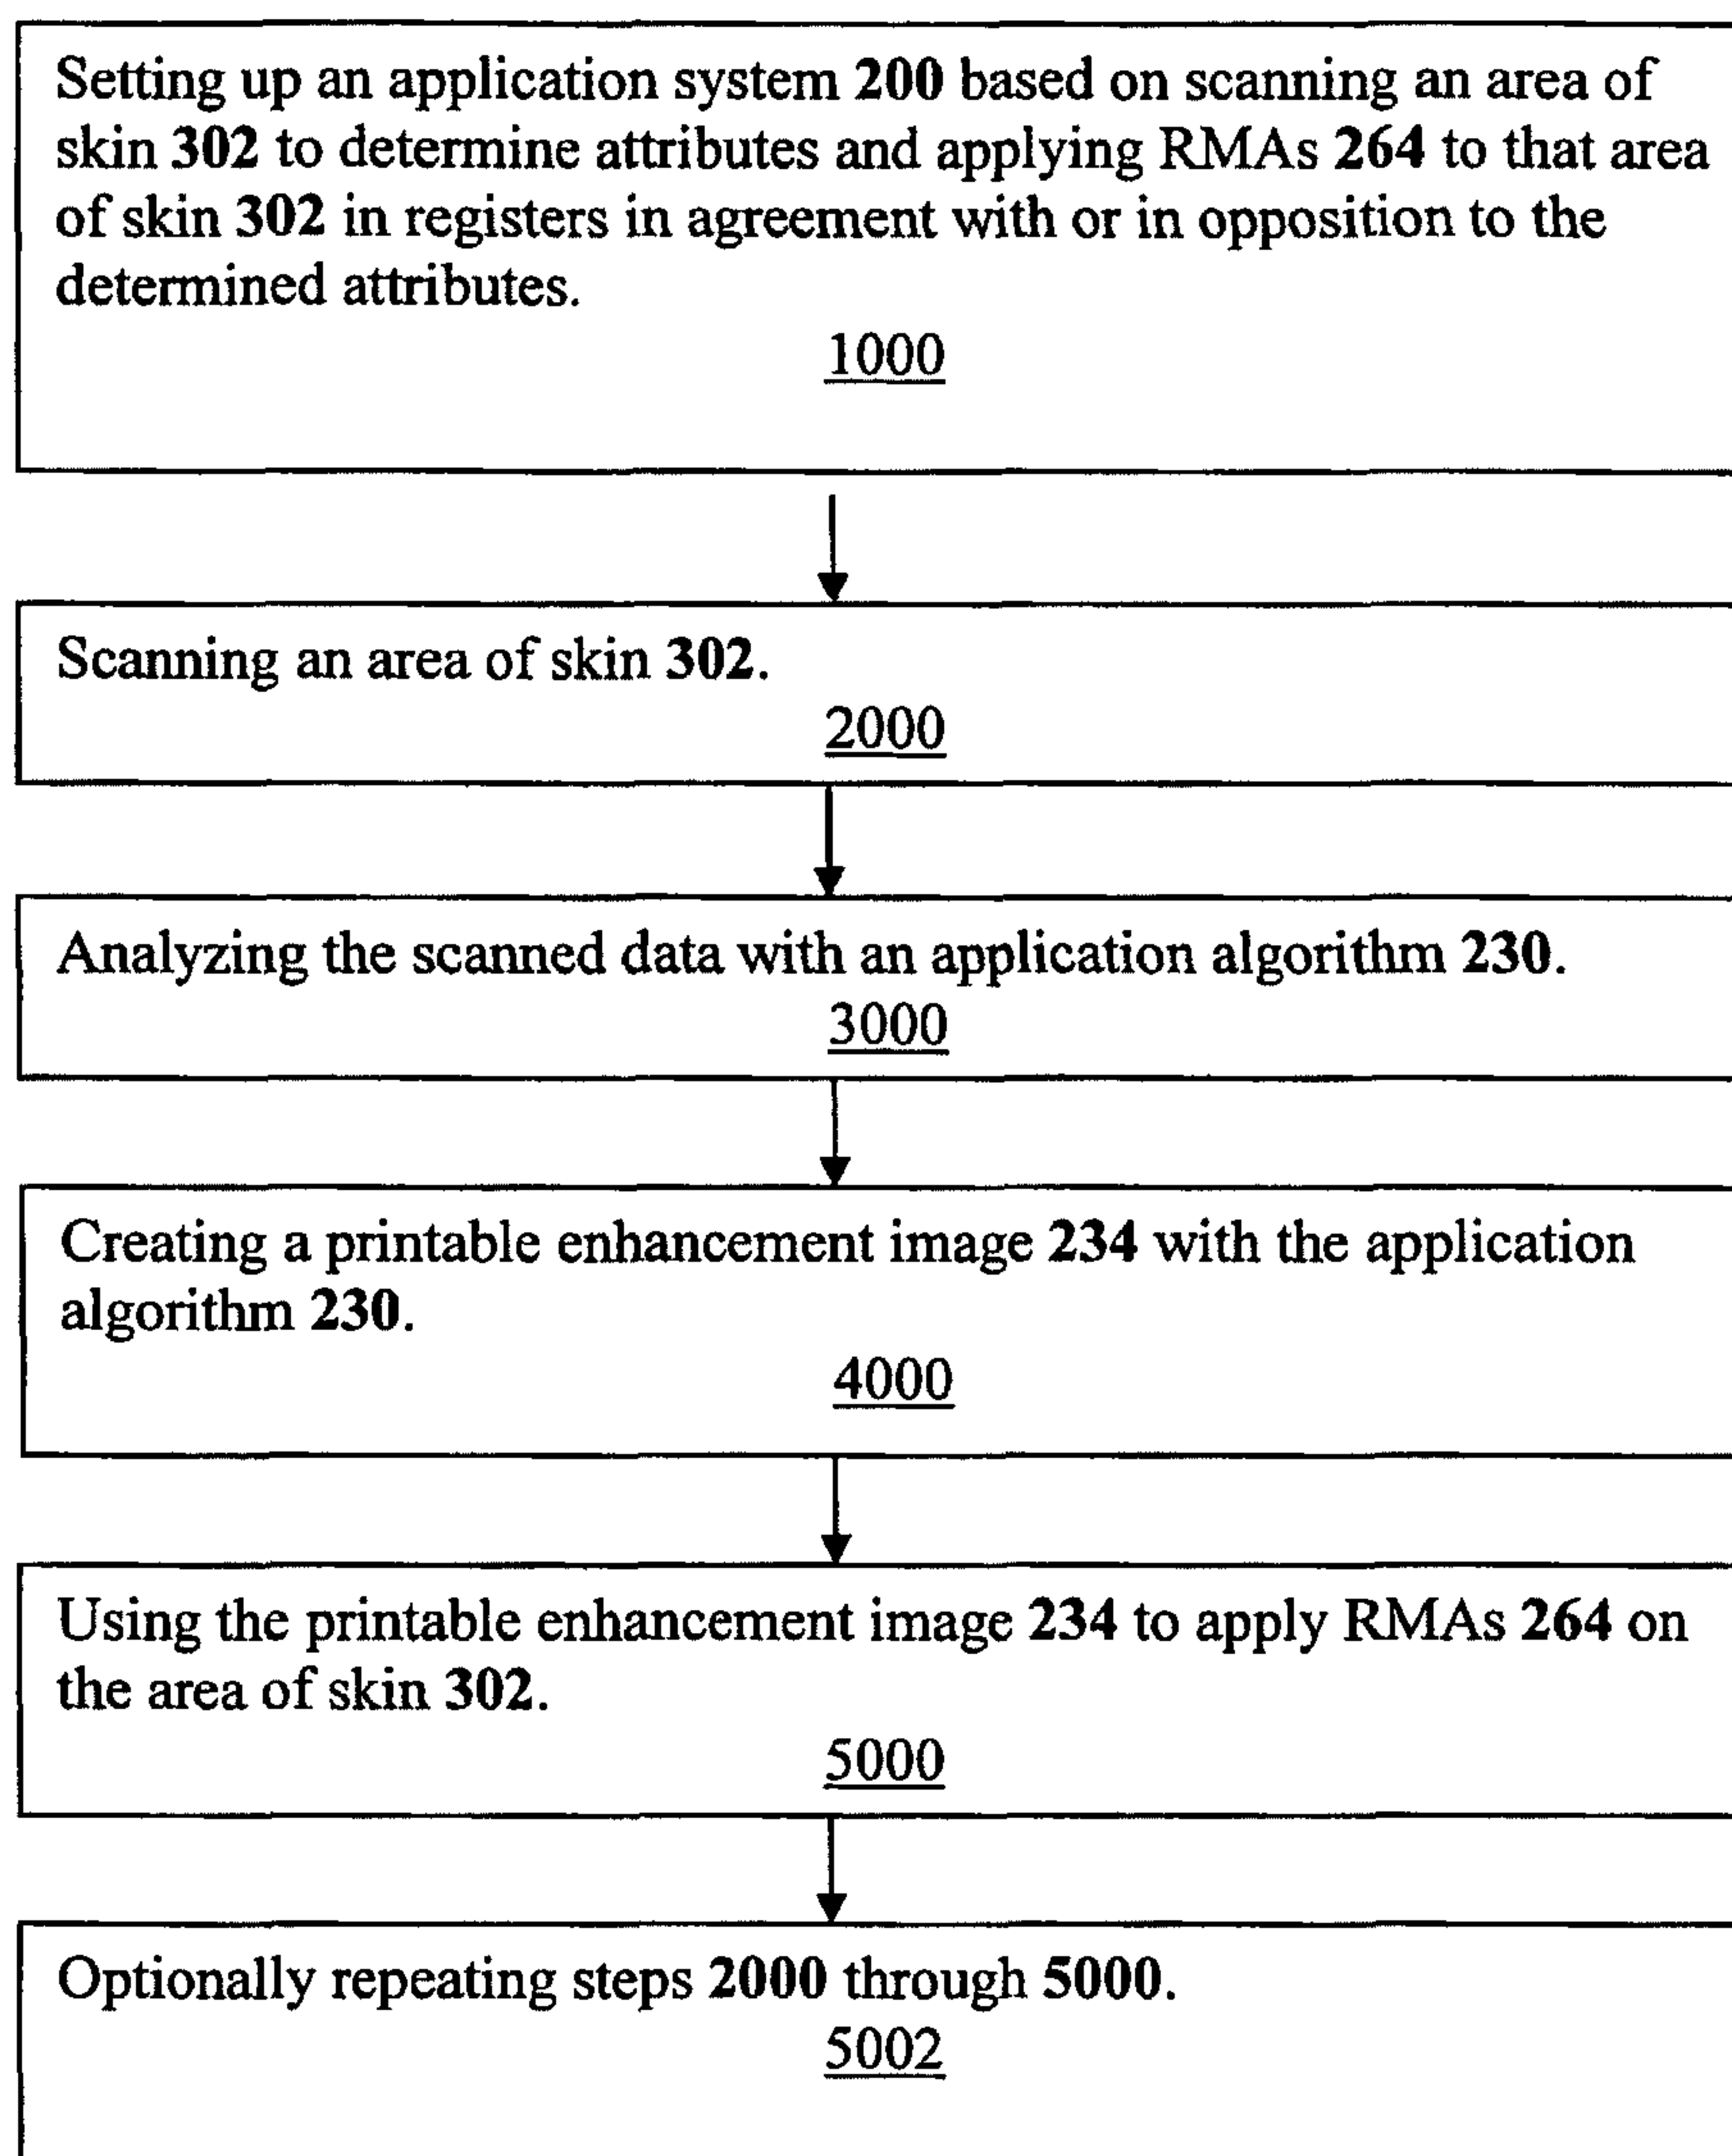 Setting up an application system 200 based on scanning an area of
skin 302 to determine attributes and applying RMAs 264 to that area
of skin 302 in registers in agreement with or in opposition to the
determined attributes.
1000
Scanning an area of skin 302.
2000
Analyzing the scanned data with an application algorithm 230.
3000
Creating a printable enhancement image 234 with the application
algorithm 230.
4000
Using the printable enhancement image 234 to apply RMAs 264 on
the area of skin 302.
5000
Optionally repeating steps 2000 through 5000.
5002